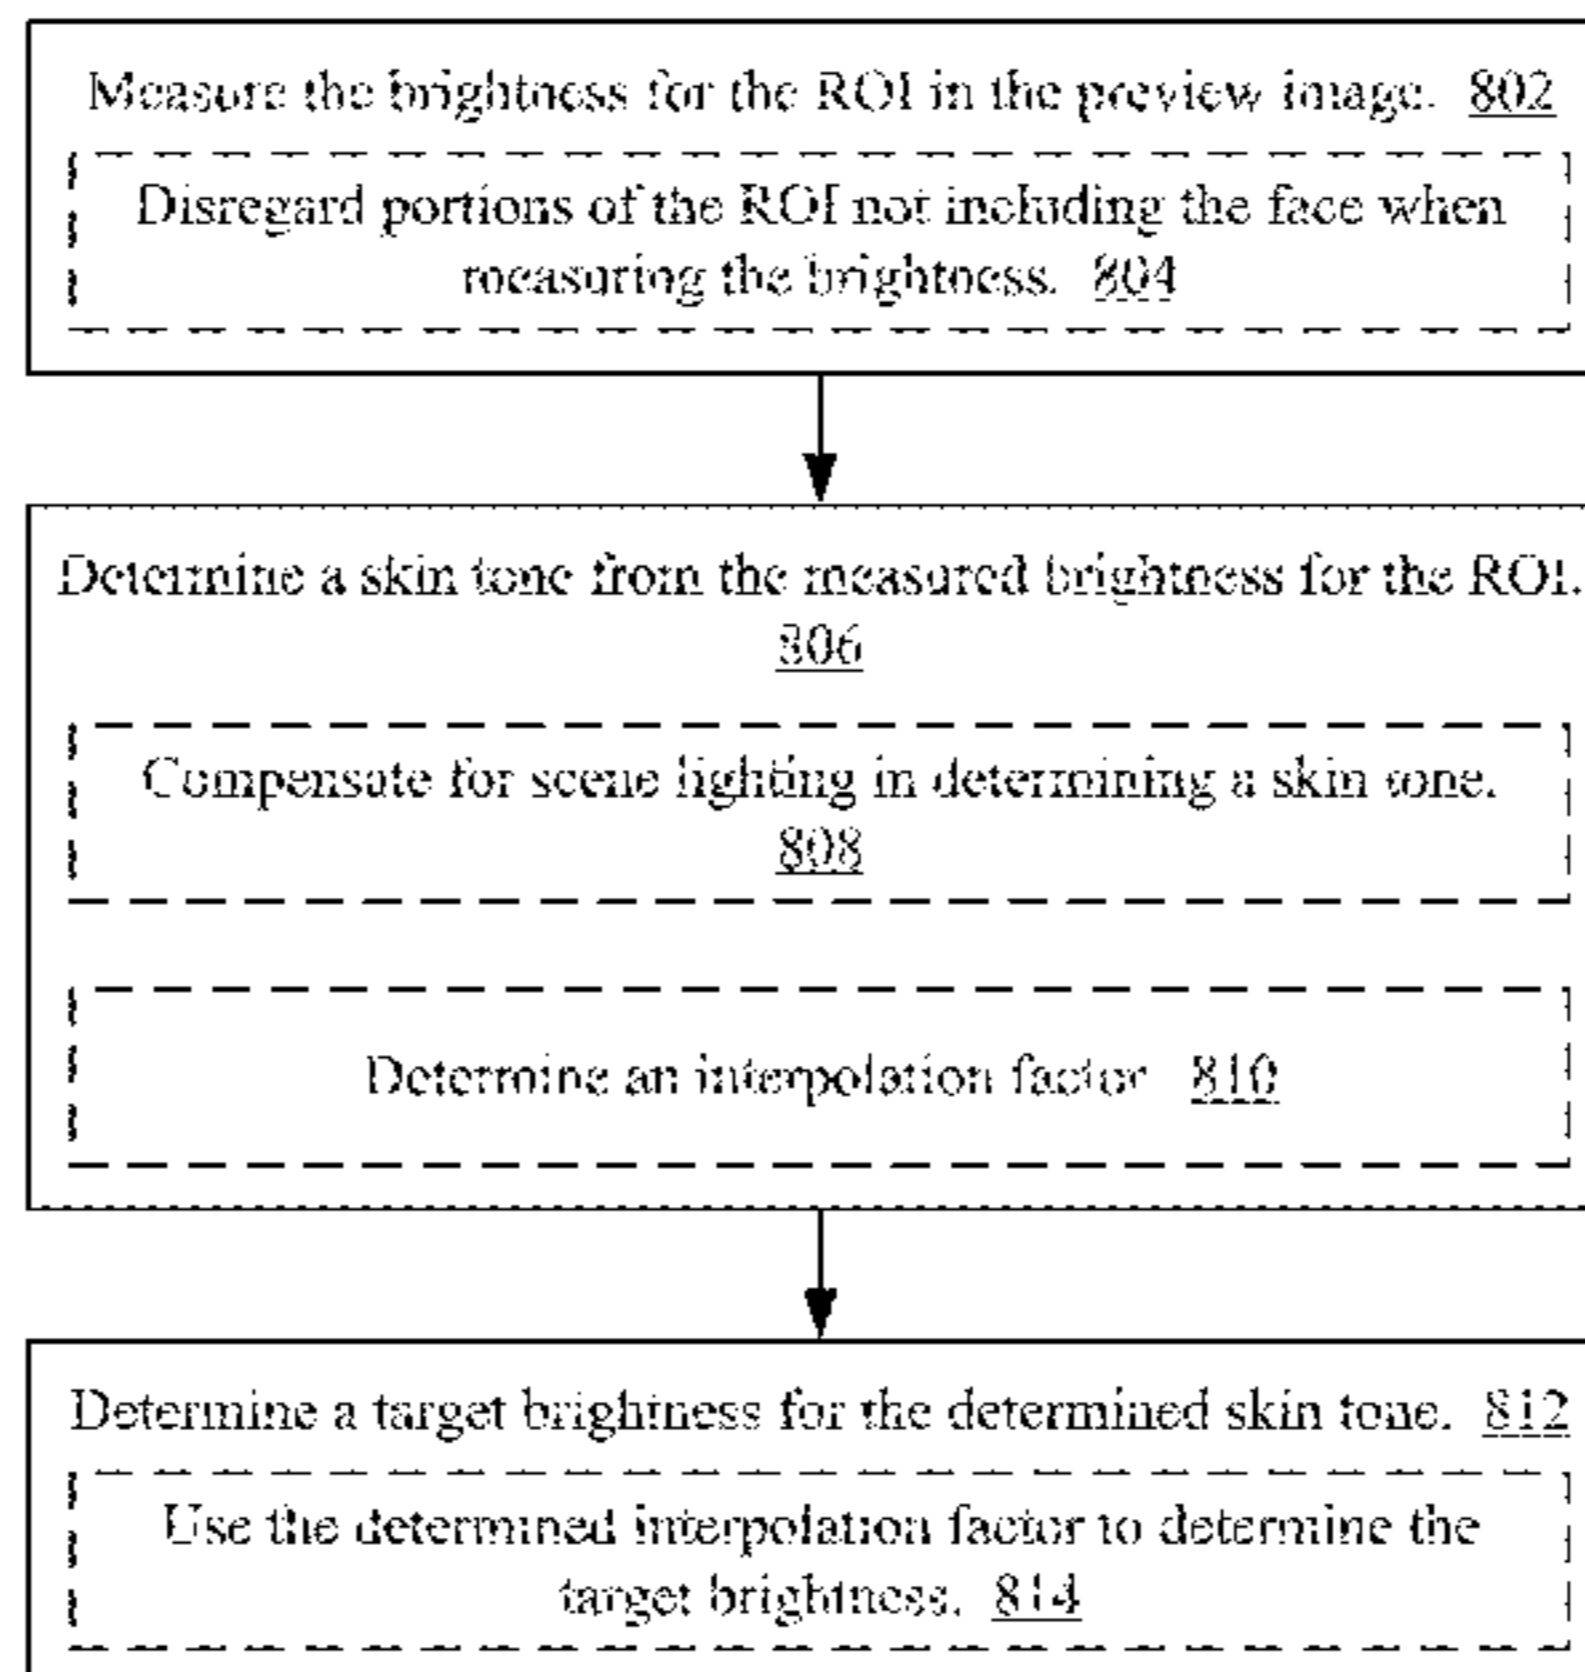 Measure the brightness for the ROI in the preview image. 802
Disregard portions of the ROI not including the face when
measuring the brightness. 804
Determine a skin tone from the measured brightness for the ROI.
806
Compensate for scene lighting in determining a skin tone.
808
Determine an interpolation factor 810
Determine a target brightness for the determined skin tone. 812
Use the determined interpolation factor to determine the
target brightness. 814